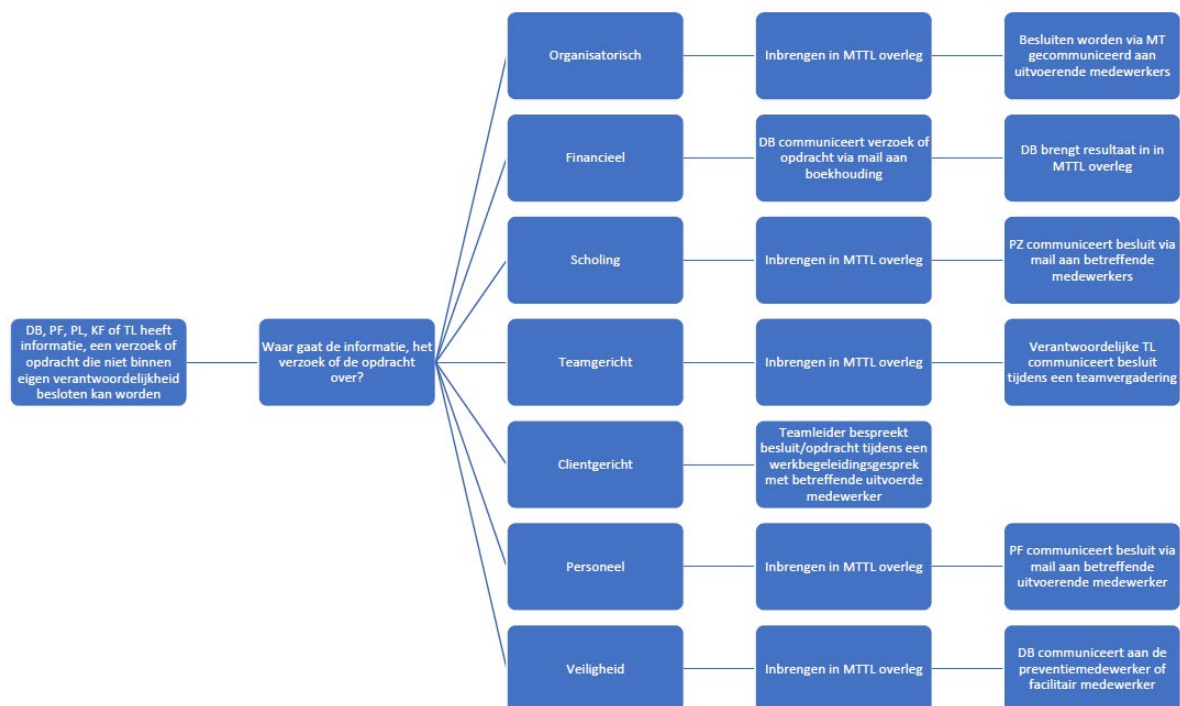 Organisatorisch
Inbrengen in MTTL overleg
Besluiten worden via MT
gecommuniceerd aan
uitvoerende medewerkers
Financieel
DB communiceert verzoek of
opdracht via mail aan
boekhouding
DB brengt resultaat in in
MTTL overleg
Scholing
Inbrengen in MTTL overleg
PZ communiceert besluit via
mail aan betreffende
medewerkers
DB, PF, PL, KF of TL heeft
informatie, een verzoek of
opdracht die niet binnen
eigen verantwoordelijkheid
besloten kan worden
Waar gaat de informatie, het
verzoek of de opdracht
over?
Teamgericht
Inbrengen in MTTL overleg
Verantwoordelijke TL
communiceert besluit
tijdens een teamvergadering
Clientgericht
Teamleider bespreekt
besluit/opdracht tijdens een
werkbegeleidingsgesprek
met betreffende uitvoerde
medewerker
Personeel
Inbrengen in MTTL overleg
PF communiceert besluit via
mail aan betreffende
uitvoerende medewerker
Veiligheid
Inbrengen in MTTL overleg
DB communiceert aan de
preventiemedewerker of
facilitair medewerker